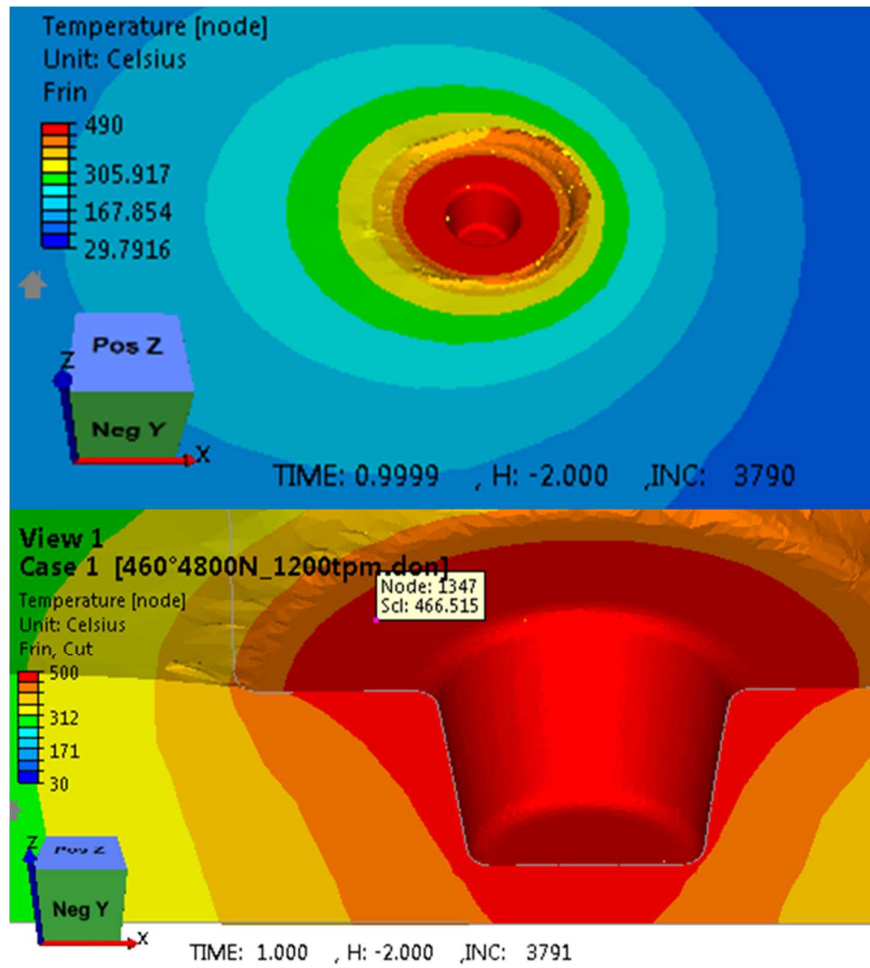 Temperature [node]
Unit: Celsius
Frin
490
305.917
167.854
29.7916
Pos Z
Z
Neg Y
X
TIME: 0.9999 , H: -2.000 ,INC: 3790
View 1
Case 1 [460°4800N_1200tpm.don]
Node: 1347
Scl: 466.515
Temperature [node]
Unit: Celsius
Frin, Cut
500
312
171
30
Z
Pos Z
Neg Y
X
TIME: 1.000 , H: -2.000 ,INC: 3791